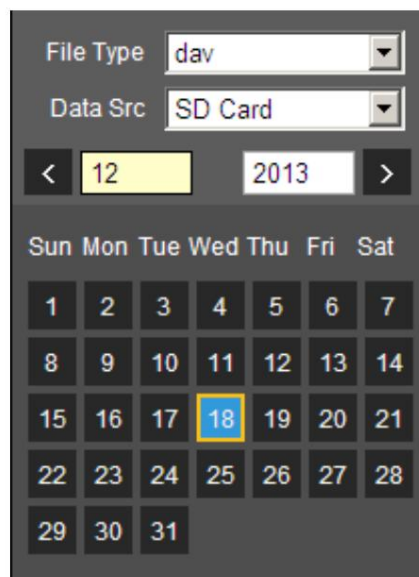 File Type dav
Data Src SD Card
< 12 2013 >
Sun Mon Tue Wed Thu Fri Sat
1 2 3 4 5 6 7
8 9 10 11 12 13 14
15 16 17 18 19 20 21
22 23 24 25 26 27 28
29 30 31